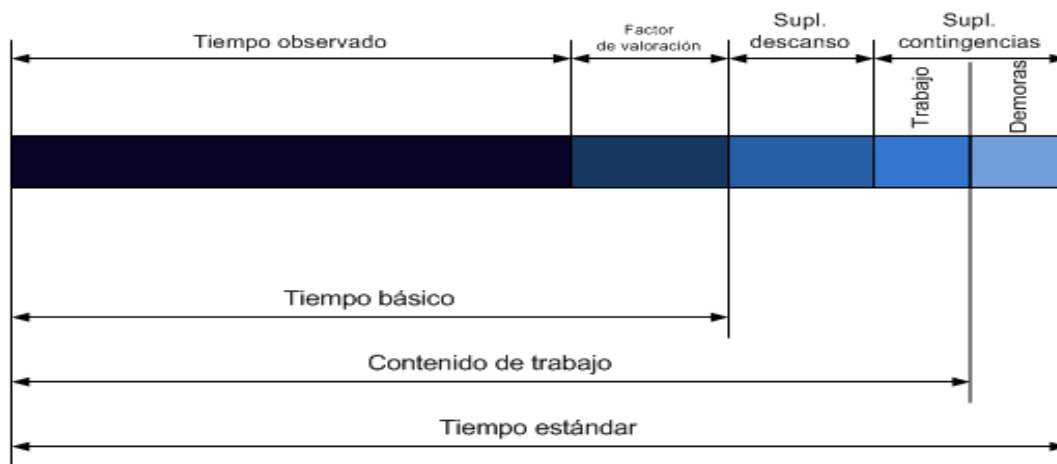 Tiempo observado
Factor
de valoración
Supl.
descanso
Supl.
contingencias
Trabajo
Demoras
Tiempo básico
Contenido de trabajo
Tiempo estándar